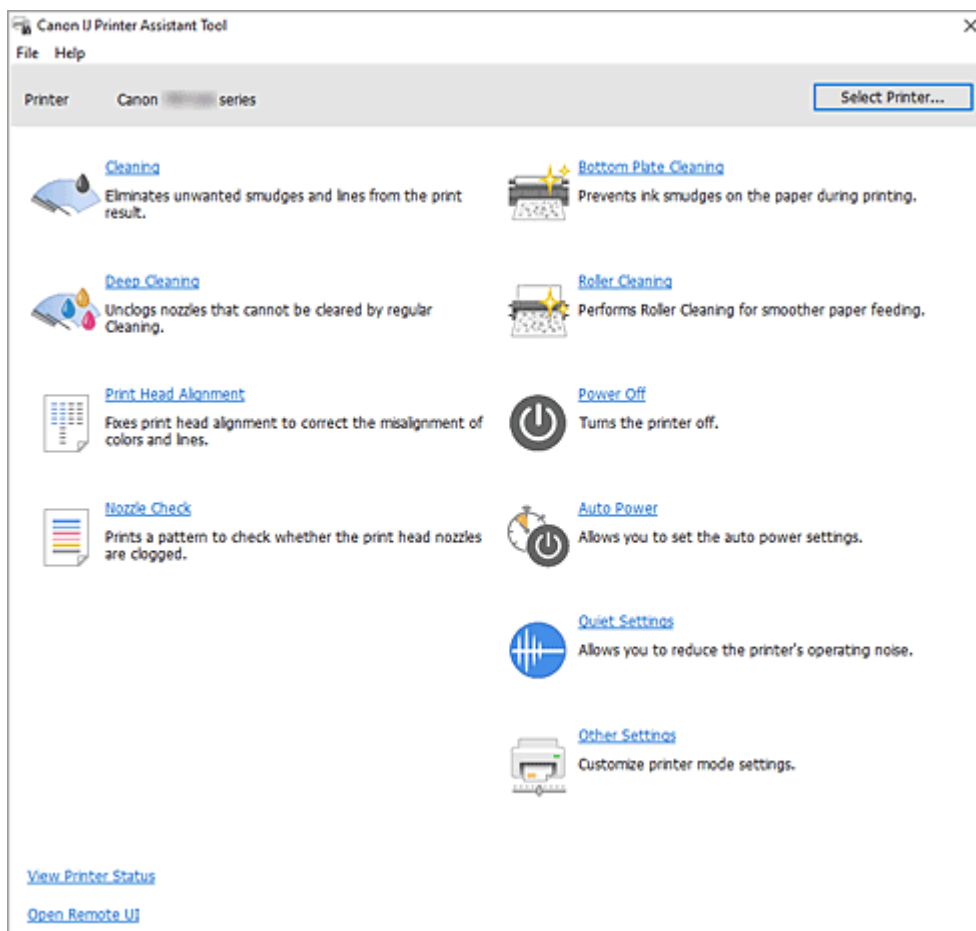 Canon IJ Printer Assistant Tool
File Help
Printer Canon series
Select Printer...
Cleaning
Eliminates unwanted smudges and lines from the print
result.
Deep Cleaning
Unclogs nozzles that cannot be cleared by regular
Cleaning.
Print Head Alignment
Fixes print head alignment to correct the misalignment of
colors and lines.
Nozzle Check
Prints a pattern to check whether the print head nozzles
are clogged.
Bottom Plate Cleaning
Prevents ink smudges on the paper during printing.
Roller Cleaning
Performs Roller Cleaning for smoother paper feeding.
Power Off
Turns the printer off.
Auto Power
Allows you to set the auto power settings.
Quiet Settings
Allows you to reduce the printer's operating noise.
Other Settings
Customize printer mode settings.
View Printer Status
Open Remote UI